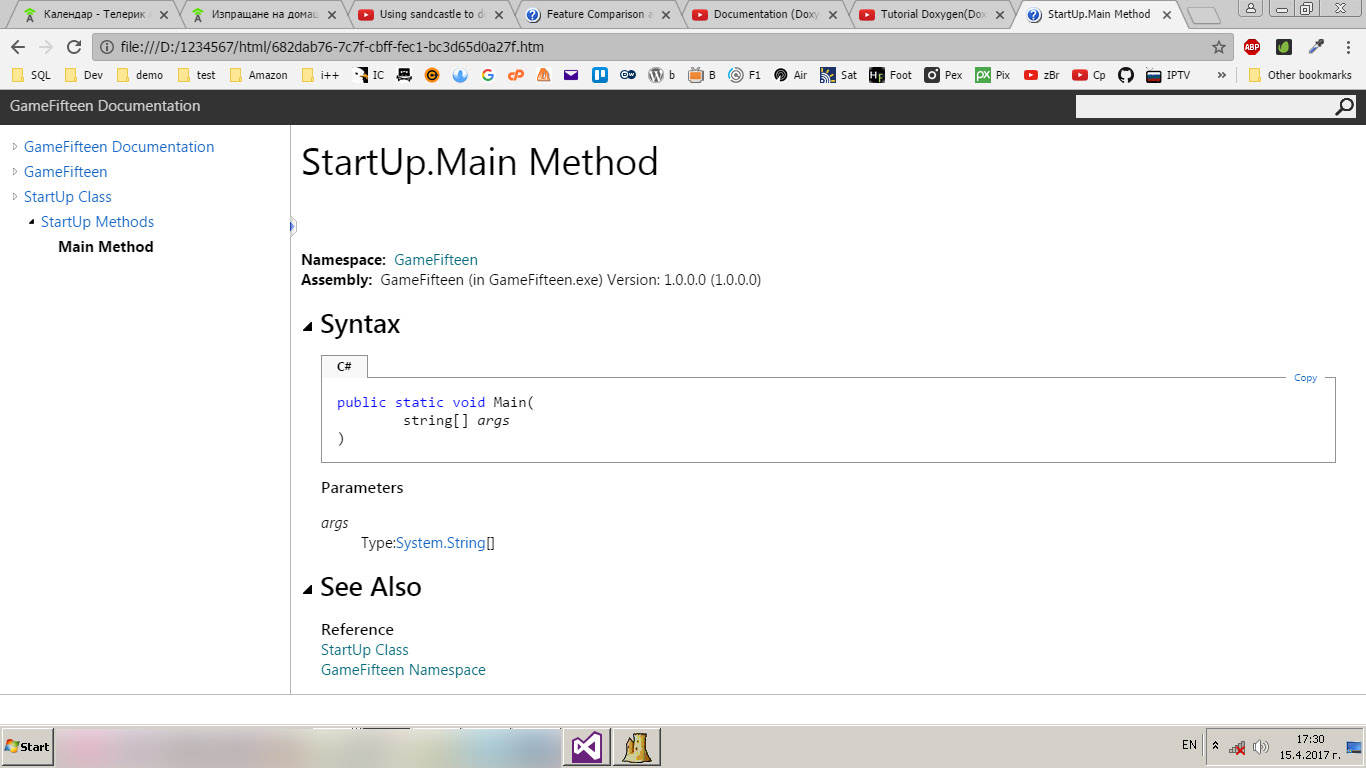 Календар - Телерик
Изпращане на домаш
Using sandcastle to do
Feature Comparison a
Documentation (Doxy
Tutorial Doxygen(Dox
StartUp.Main Method
file:///D:/1234567/html/682dab76-7c7f-cbff-fec1-bc3d65d0a27f.htm
ABP
SQL Dev demo test Amazon i++ IC b B F1 Air Sat Hp Foot Pex px Pix zBr Cp IPTV » Other bookmarks
GameFifteen Documentation
GameFifteen Documentation
GameFifteen
StartUp Class
StartUp Methods
Main Method
StartUp.Main Method
Namespace: GameFifteen
Assembly: GameFifteen (in GameFifteen.exe) Version: 1.0.0.0 (1.0.0.0)
Syntax
C#
Copy
public static void Main(
string[] args
)
Parameters
args
Type:System.String[]
See Also
Reference
StartUp Class
GameFifteen Namespace
Start
EN
17:30
15.4.2017 г.